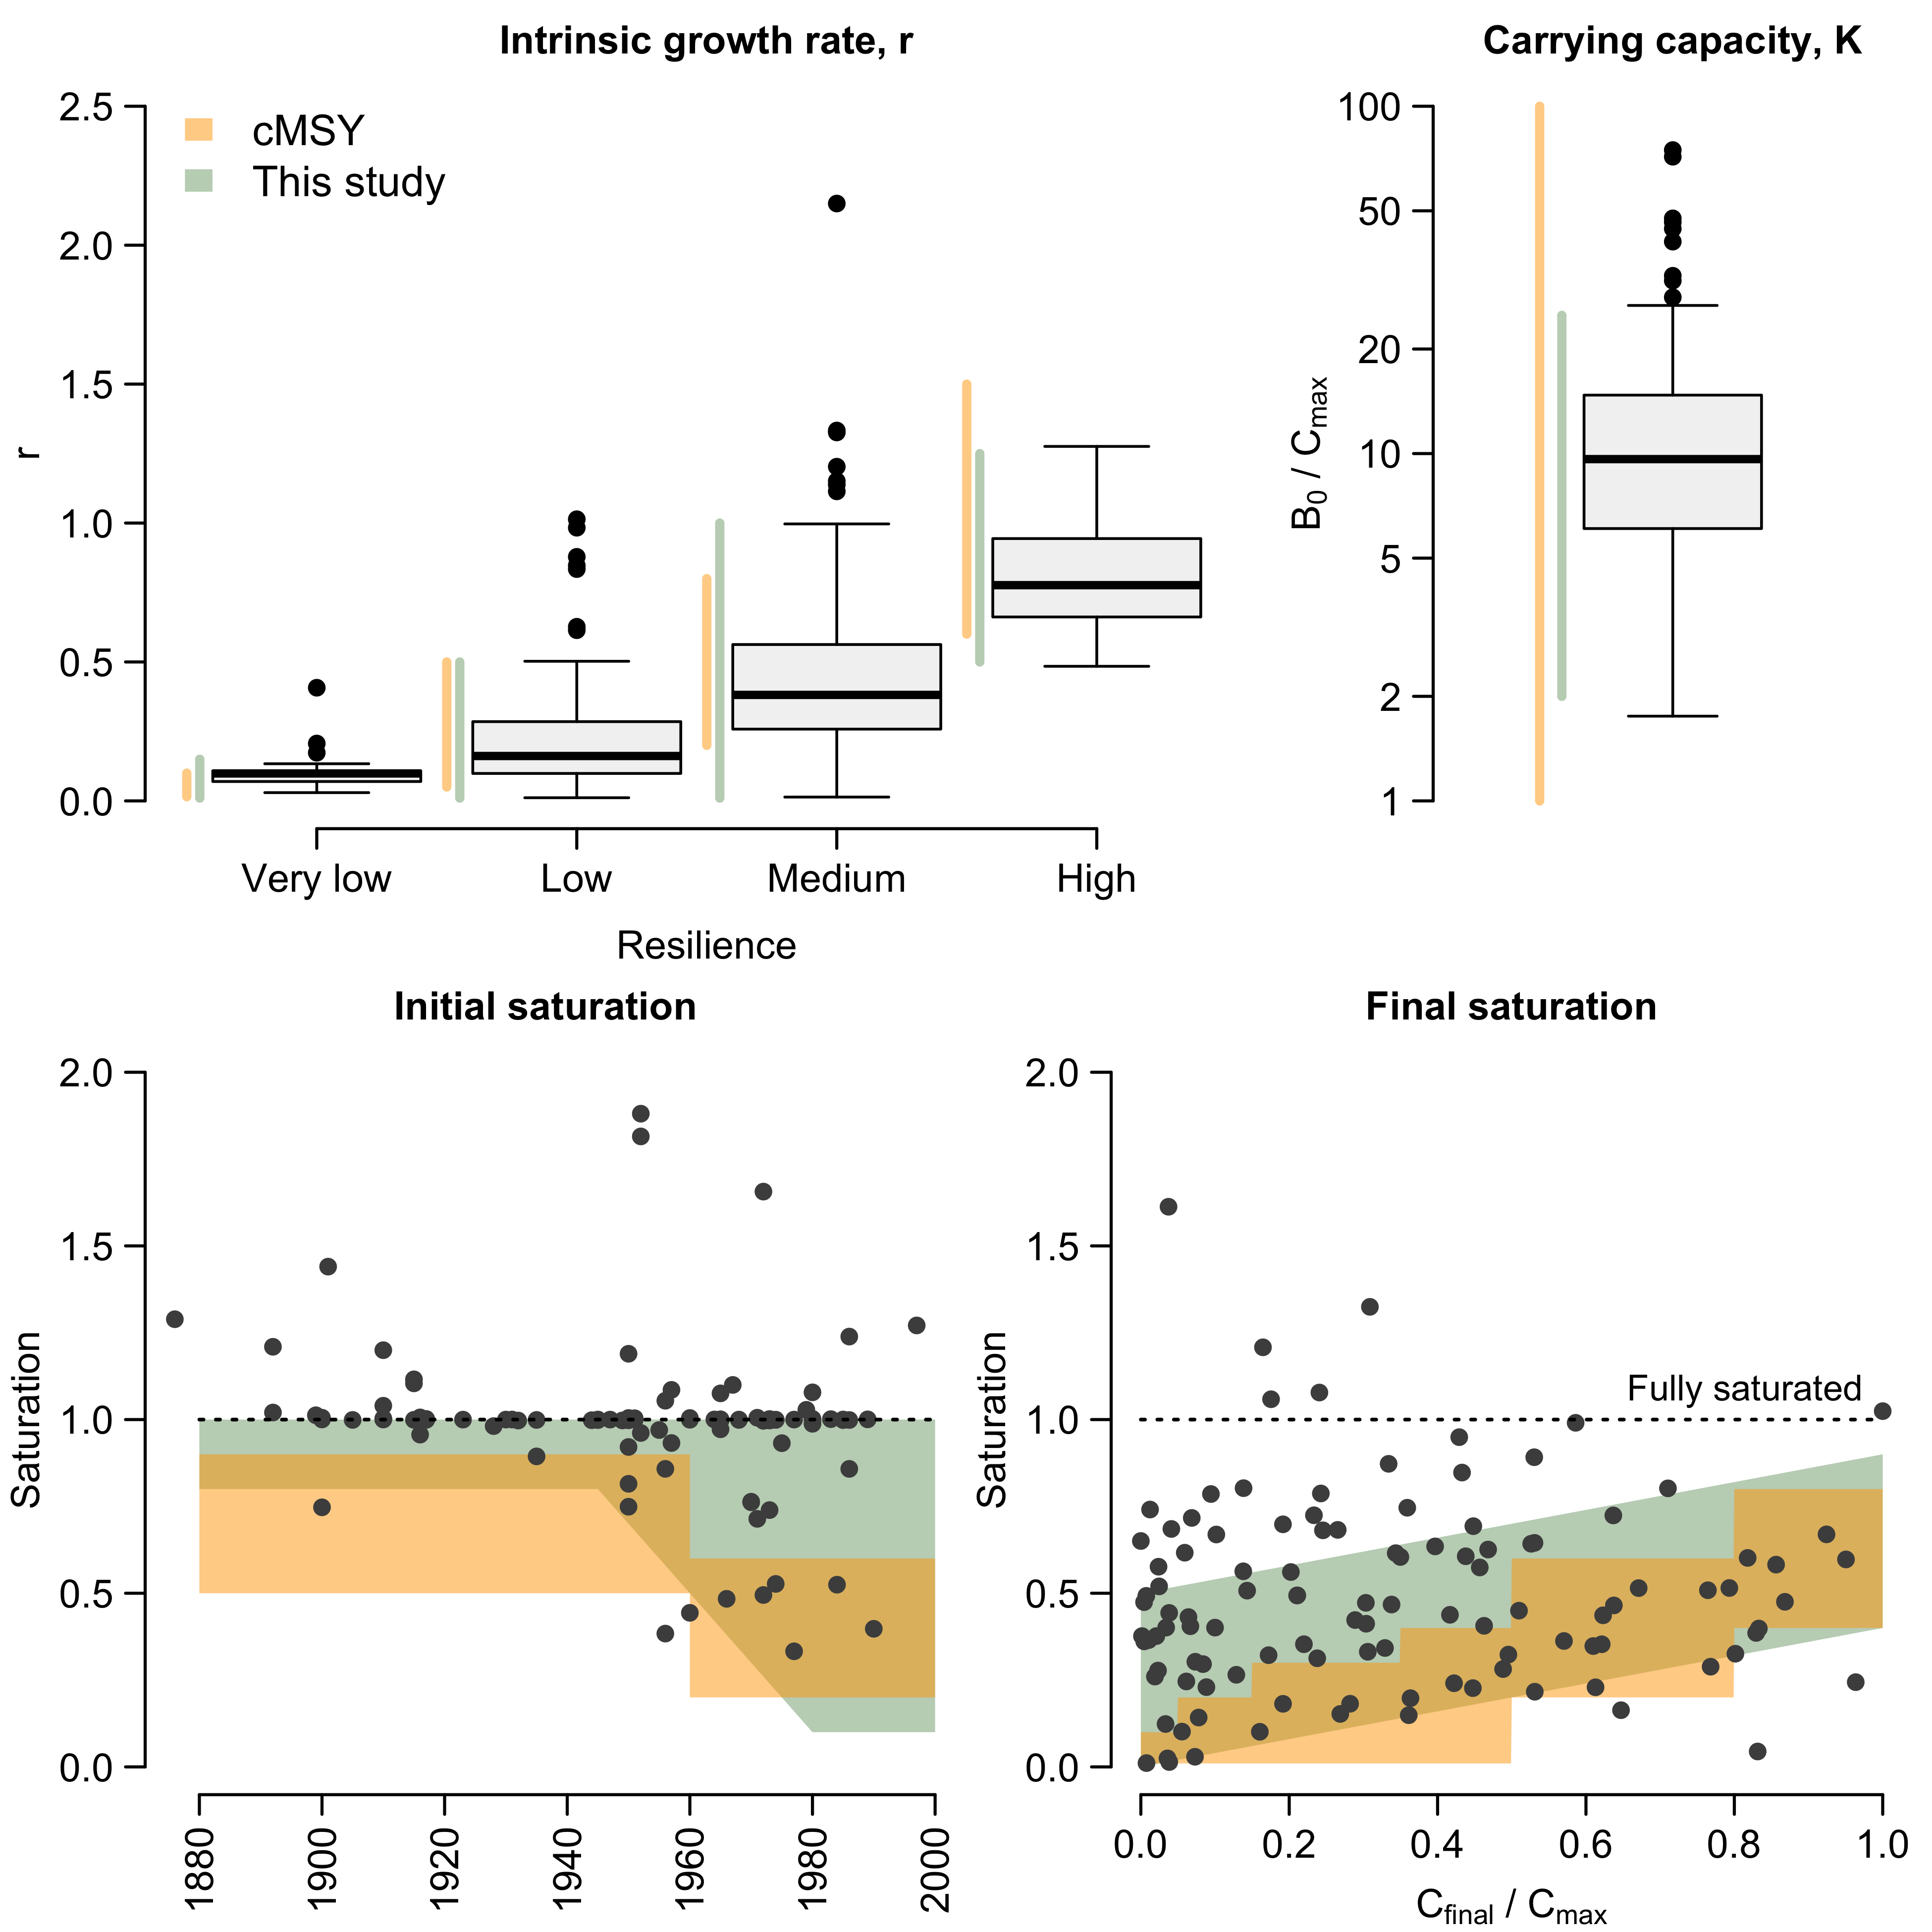 Intrinsic growth rate, r
2.5
2.0
1.5
1.0
0.5
0.0
r
cMSY
This study
Very low
Low
Medium
High
Resilience
Carrying capacity, K
100
50
20
10
5
2
1
B0 / Cmax
Initial saturation
2.0
1.5
1.0
0.5
0.0
Saturation
1880
1900
1920
1940
1960
1980
2000
Final saturation
2.0
1.5
1.0
0.5
0.0
Saturation
Fully saturated
0.0
0.2
0.4
0.6
0.8
1.0
Cfinal / Cmax